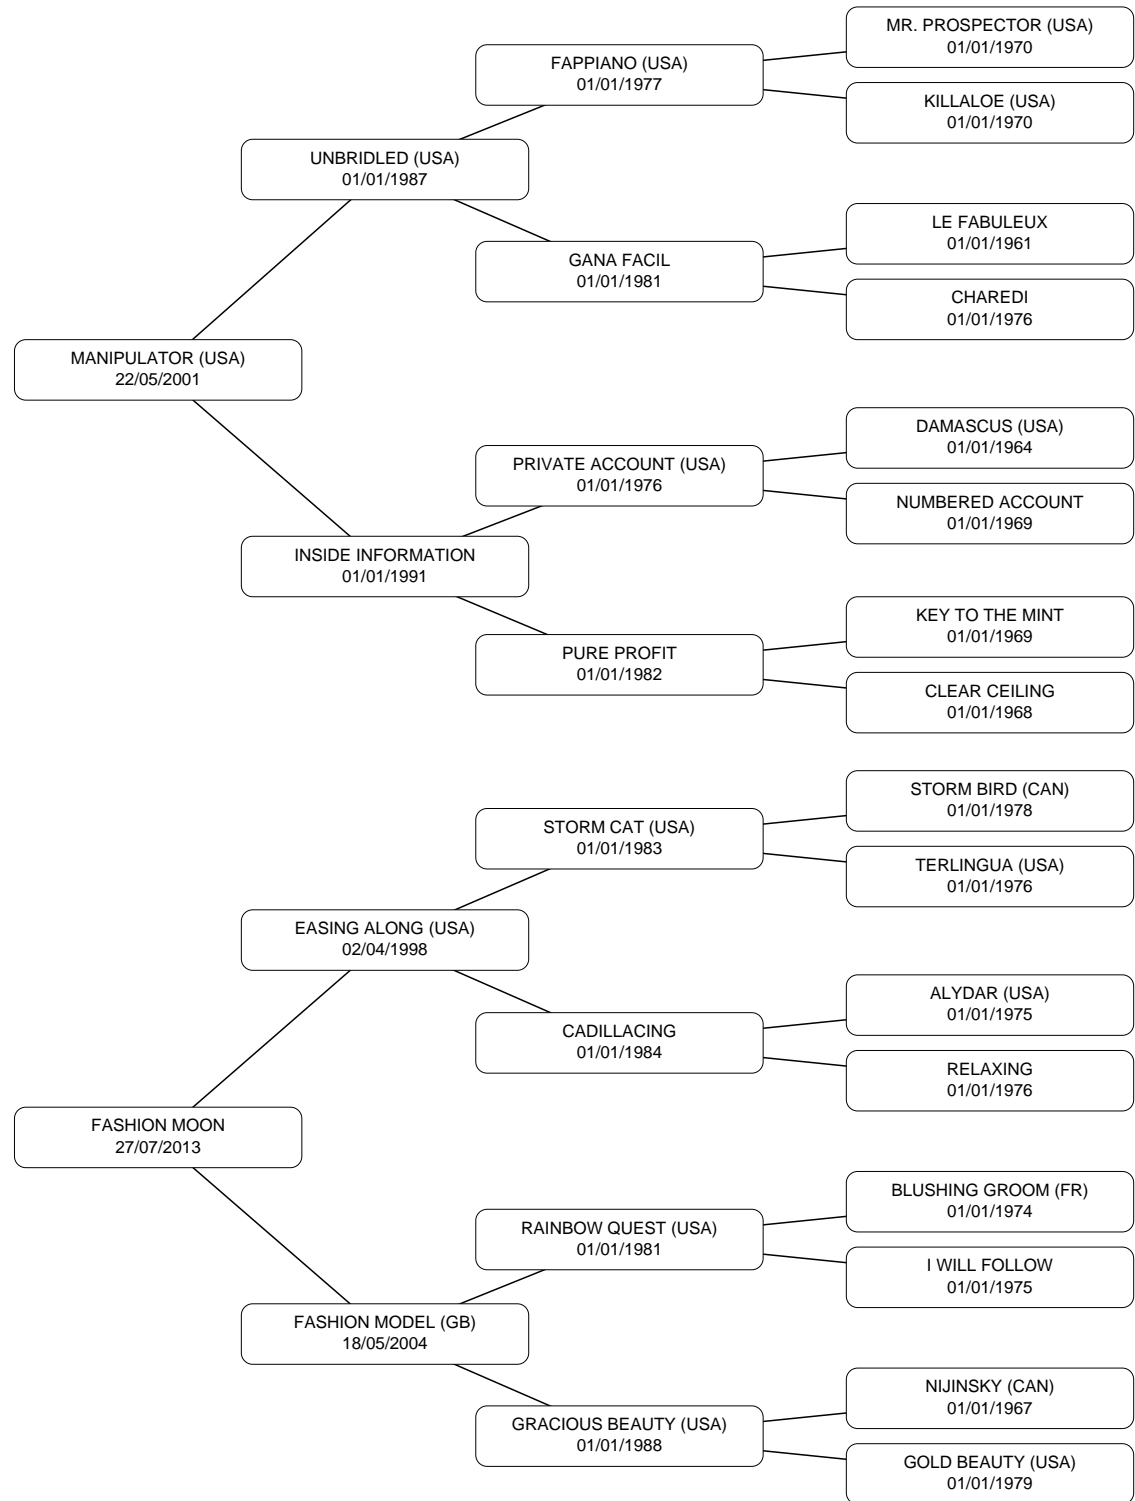 MR. PROSPECTOR (USA)
01/01/1970
FAPPIANO (USA)
01/01/1977
KILLALOE (USA)
01/01/1970
UNBRIDLED (USA)
01/01/1987
LE FABULEUX
01/01/1961
GANA FACIL
01/01/1981
CHAREDI
01/01/1976
MANIPULATOR (USA)
22/05/2001
DAMASCUS (USA)
01/01/1964
PRIVATE ACCOUNT (USA)
01/01/1976
NUMBERED ACCOUNT
01/01/1969
INSIDE INFORMATION
01/01/1991
KEY TO THE MINT
01/01/1969
PURE PROFIT
01/01/1982
CLEAR CEILING
01/01/1968
STORM BIRD (CAN)
01/01/1978
STORM CAT (USA)
01/01/1983
TERLINGUA (USA)
01/01/1976
EASING ALONG (USA)
02/04/1998
ALYDAR (USA)
01/01/1975
CADILLACING
01/01/1984
RELAXING
01/01/1976
FASHION MOON
27/07/2013
BLUSHING GROOM (FR)
01/01/1974
RAINBOW QUEST (USA)
01/01/1981
I WILL FOLLOW
01/01/1975
FASHION MODEL (GB)
18/05/2004
NIJINSKY (CAN)
01/01/1967
GRACIOUS BEAUTY (USA)
01/01/1988
GOLD BEAUTY (USA)
01/01/1979